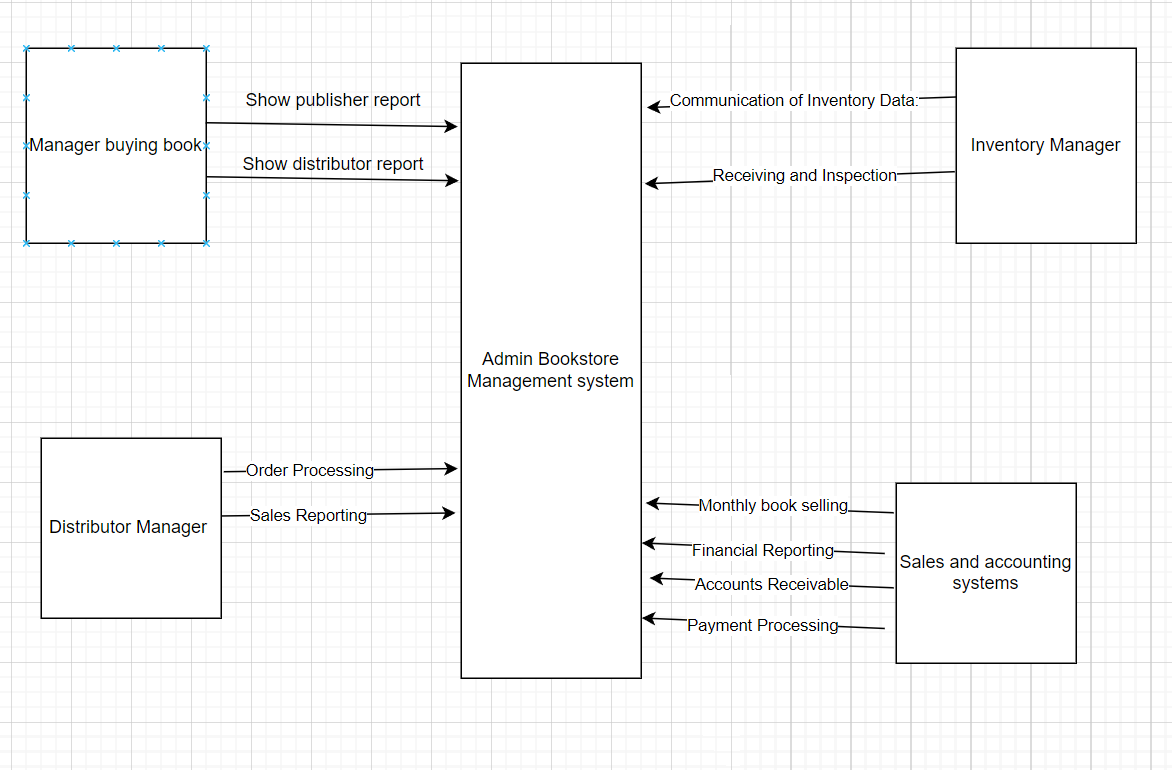 Show publisher report
Manager buying book
Show distributor report
Communication of Inventory Data:
Inventory Manager
Receiving and Inspection
Admin Bookstore
Management system
Order Processing
Sales Reporting
Distributor Manager
Monthly book selling
Financial Reporting
Accounts Receivable
Payment Processing
Sales and accounting
systems